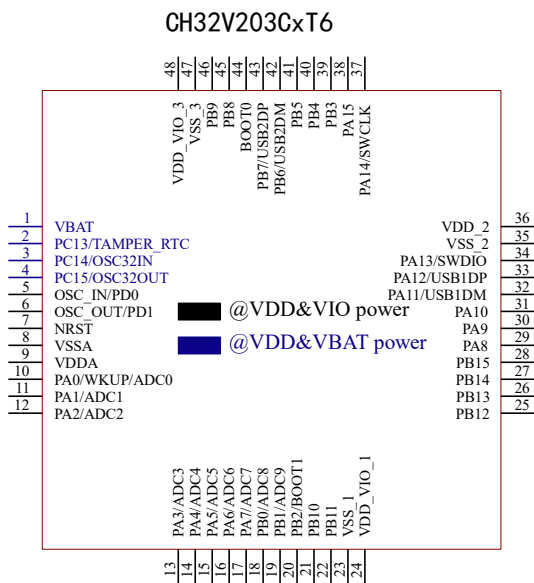 CH32V203CxT6
48 47 46 45 44 43 42 41 40 39 38 37
VDD_VIO_3
VSS_3
PB9
PB8
BOOT0
PB7/USB2DP
PB6/USB2DM
PB5
PB4
PB3
PA15
PA14/SWCLK
1 VBAT
2 PC13/TAMPER_RTC
3 PC14/OSC32IN
4 PC15/OSC32OUT
5 OSC_IN/PD0
6 OSC_OUT/PD1
7 NRST
8 VSSA
9 VDDA
10 PA0/WKUP/ADC0
11 PA1/ADC1
12 PA2/ADC2
@VDD&VIO power
@VDD&VBAT power
VDD_2 36
VSS_2 35
PA13/SWDIO 34
PA12/USB1DP 33
PA11/USB1DM 32
PA10 31
PA9 30
PA8 29
PB15 28
PB14 27
PB13 26
PB12 25
PA3/ADC3
PA4/ADC4
PA5/ADC5
PA6/ADC6
PA7/ADC7
PB0/ADC8
PB1/ADC9
PB2/BOOT1
PB10
PB11
VSS_1
VDD_VIO_1
13 14 15 16 17 18 19 20 21 22 23 24